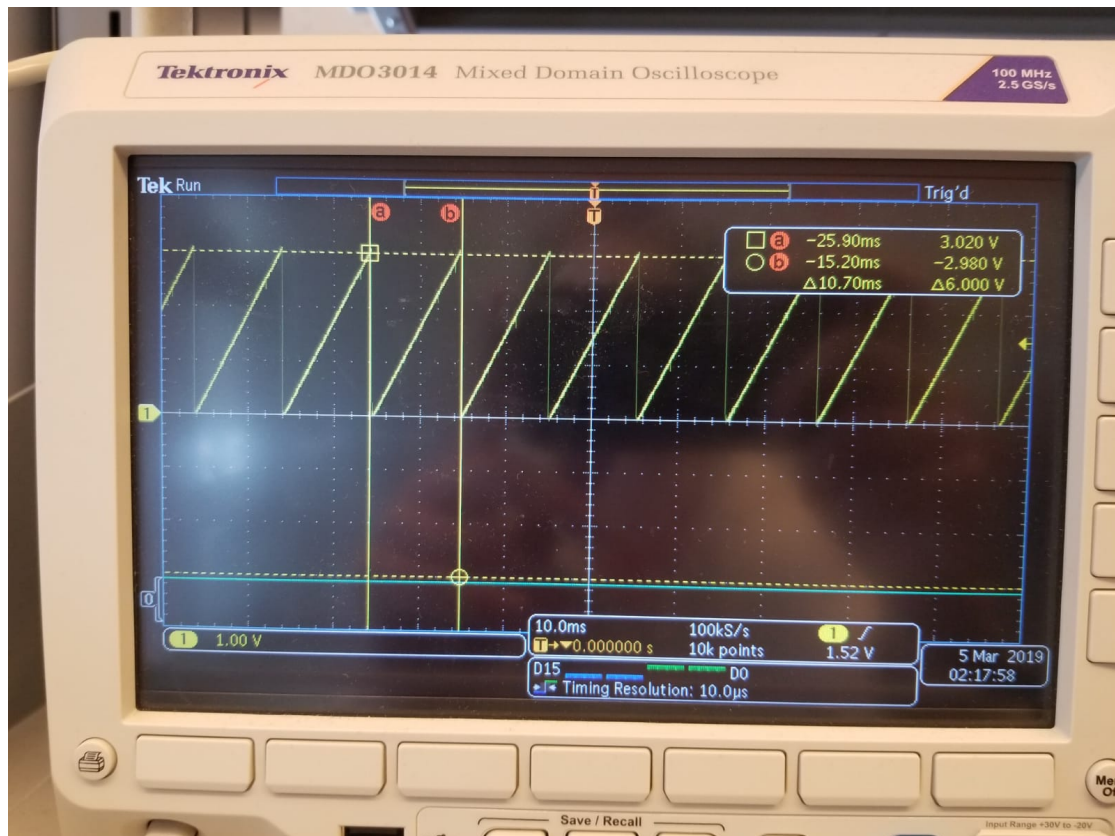 Tektronix MDO3014 Mixed Domain Oscilloscope
100 MHz
2.5 GS/s
Tek Run
Trig'd
T
T
a b
a -25.90ms 3.020 V
b -15.20ms -2.980 V
Δ10.70ms Δ6.000 V
1
0
1 1.00 V
10.0ms 100kS/s 1
T→▼0.000000 s 10k points 1.52 V
D15 D0
Timing Resolution: 10.0µs
5 Mar 2019
02:17:58
Save / Recall
Input Range +30V to -20V